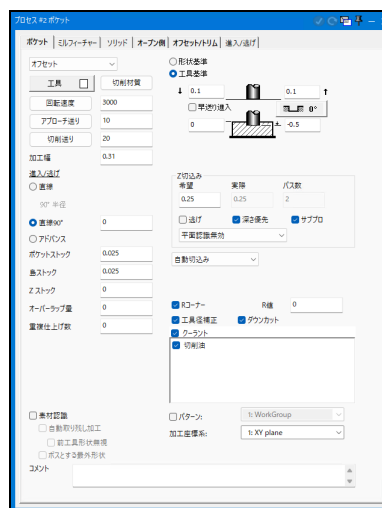 プロセス #2 ポケット
ポケット ミルフィーチャー ソリッド オープン側 オフセット/トリム 進入/逃げ
オフセット
工具 切削材質
回転速度 3000
アプローチ送り 10
切削送り 20
加工幅 0.31
進入/逃げ
直線
90° 半径
直線90° 0
アドバンス
ポケットストック 0.025
島ストック 0.025
Z ストック 0
オーバーラップ量 0
重複仕上げ数 0
形状基準
工具基準
0.1 0.1
早送り進入 0°
0 -0.5
Z切込み
希望 実際 パス数
0.25 0.25 2
逃げ 深さ優先 サブプロ
平面認識無効
自動切込み
Rコーナー R値 0
工具径補正 ダウンカット
クーラント
切削油
素材認識
自動取り残し加工
前工具形状無視
ボスとする最外形状
パターン: 1: WorkGroup
加工座標系: 1: XY plane
コメント